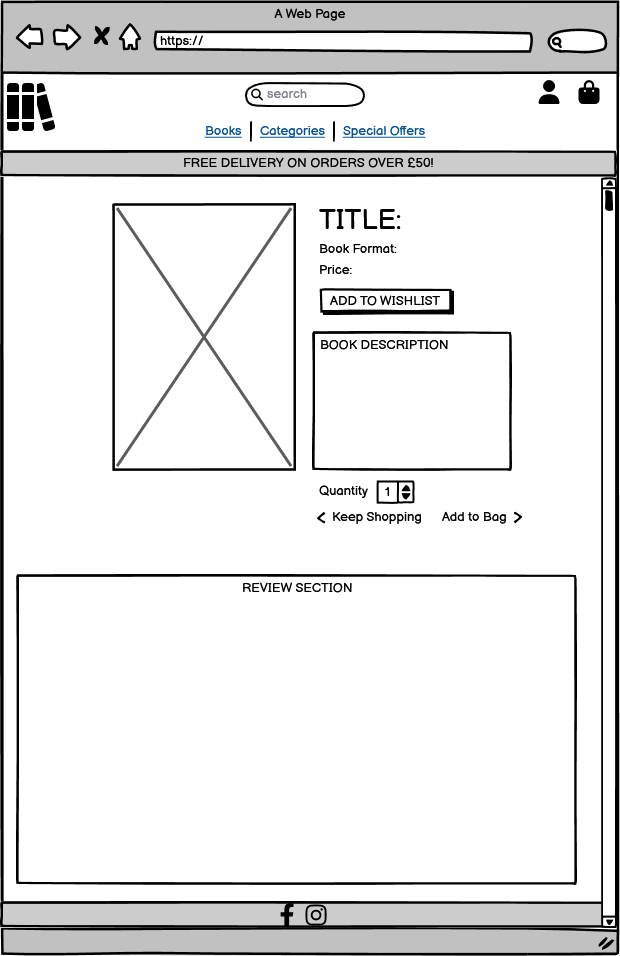 A Web Page
https://
search
Books Categories Special Offers
FREE DELIVERY ON ORDERS OVER £50!
TITLE:
Book Format:
Price:
ADD TO WISHLIST
BOOK DESCRIPTION
Quantity 1
Keep Shopping Add to Bag
REVIEW SECTION